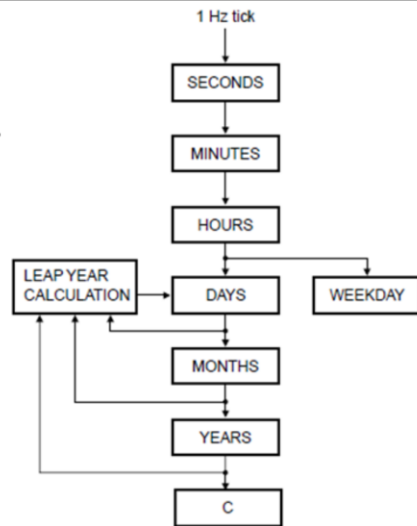 1 Hz tick
SECONDS
MINUTES
HOURS
LEAP YEAR
CALCULATION
DAYS
WEEKDAY
MONTHS
YEARS
C